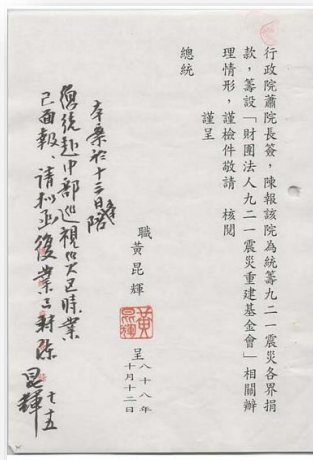 行政院蕭院長簽，陳報該院為統籌九二一震災各界捐
款，籌設「財團法人九二一震災重建基金會」相關辦
理情形，謹檢件敬請　核閱
謹呈
總統
職 黃昆輝 呈 八十八年
十月十二日
黃昆輝
本案於十三日陪
總統赴中部巡視災區時業
已面報、請
昆輝